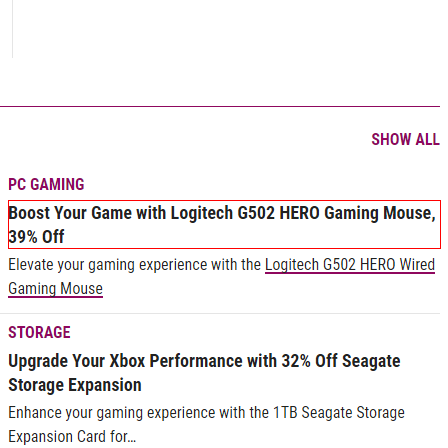 SHOW ALL
PC GAMING
Boost Your Game with Logitech G502 HERO Gaming Mouse,
39% Off
Elevate your gaming experience with the Logitech G502 HERO Wired
Gaming Mouse
STORAGE
Upgrade Your Xbox Performance with 32% Off Seagate
Storage Expansion
Enhance your gaming experience with the 1TB Seagate Storage
Expansion Card for...